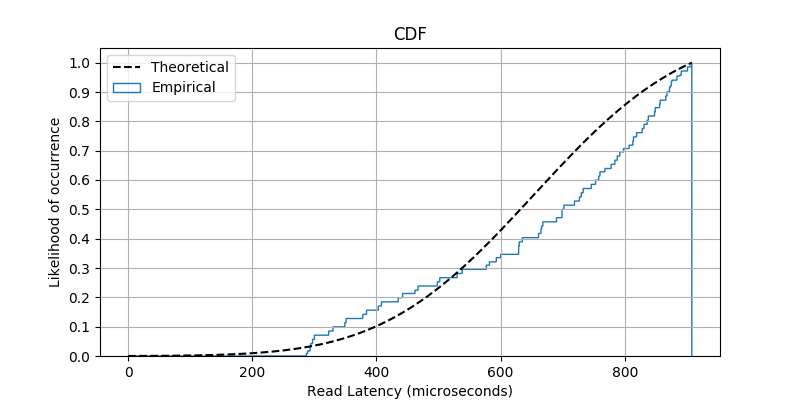 CDF
Theoretical
Empirical
Likelihood of occurrence
1.0
0.9
0.8
0.7
0.6
0.5
0.4
0.3
0.2
0.1
0.0
0 200 400 600 800
Read Latency (microseconds)